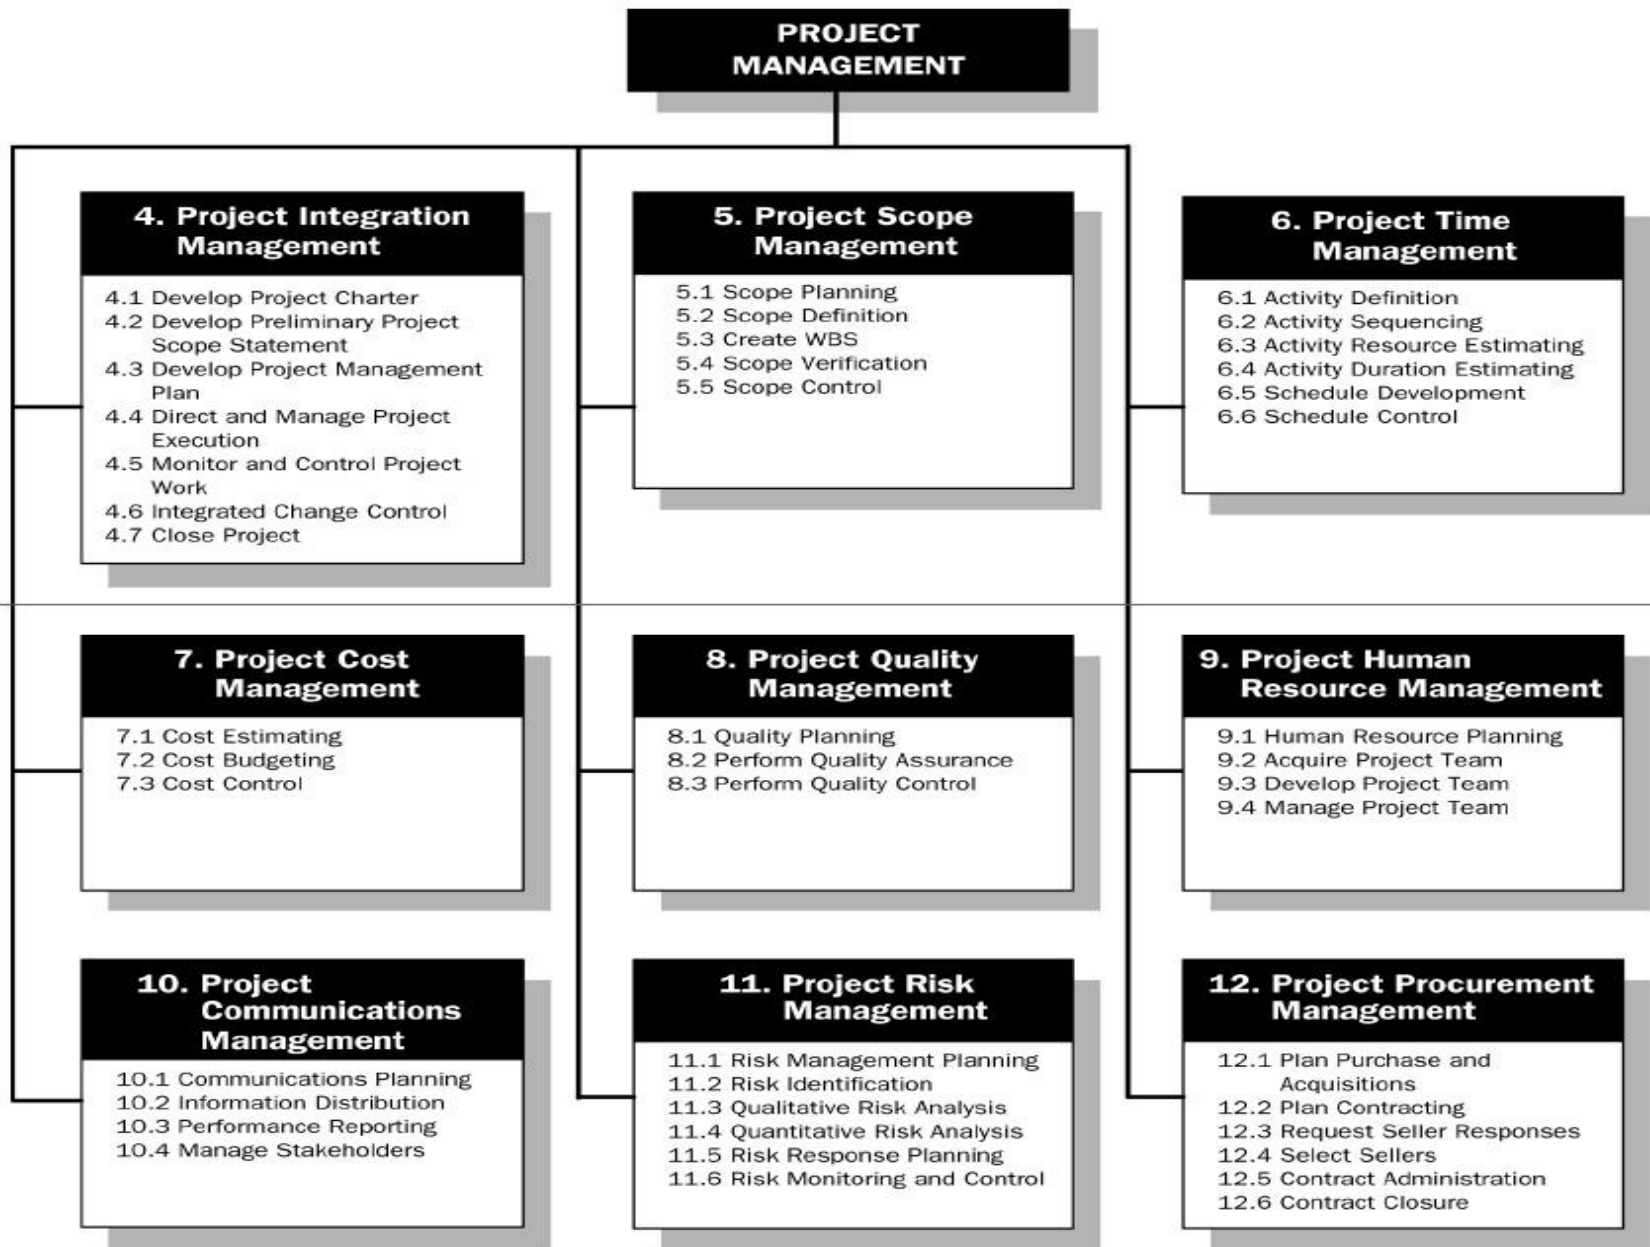 PROJECT
MANAGEMENT
4. Project Integration
Management
4.1 Develop Project Charter
4.2 Develop Preliminary Project
Scope Statement
4.3 Develop Project Management
Plan
4.4 Direct and Manage Project
Execution
4.5 Monitor and Control Project
Work
4.6 Integrated Change Control
4.7 Close Project
5. Project Scope
Management
5.1 Scope Planning
5.2 Scope Definition
5.3 Create WBS
5.4 Scope Verification
5.5 Scope Control
6. Project Time
Management
6.1 Activity Definition
6.2 Activity Sequencing
6.3 Activity Resource Estimating
6.4 Activity Duration Estimating
6.5 Schedule Development
6.6 Schedule Control
7. Project Cost
Management
7.1 Cost Estimating
7.2 Cost Budgeting
7.3 Cost Control
8. Project Quality
Management
8.1 Quality Planning
8.2 Perform Quality Assurance
8.3 Perform Quality Control
9. Project Human
Resource Management
9.1 Human Resource Planning
9.2 Acquire Project Team
9.3 Develop Project Team
9.4 Manage Project Team
10. Project
Communications
Management
10.1 Communications Planning
10.2 Information Distribution
10.3 Performance Reporting
10.4 Manage Stakeholders
11. Project Risk
Management
11.1 Risk Management Planning
11.2 Risk Identification
11.3 Qualitative Risk Analysis
11.4 Quantitative Risk Analysis
11.5 Risk Response Planning
11.6 Risk Monitoring and Control
12. Project Procurement
Management
12.1 Plan Purchase and
Acquisitions
12.2 Plan Contracting
12.3 Request Seller Responses
12.4 Select Sellers
12.5 Contract Administration
12.6 Contract Closure